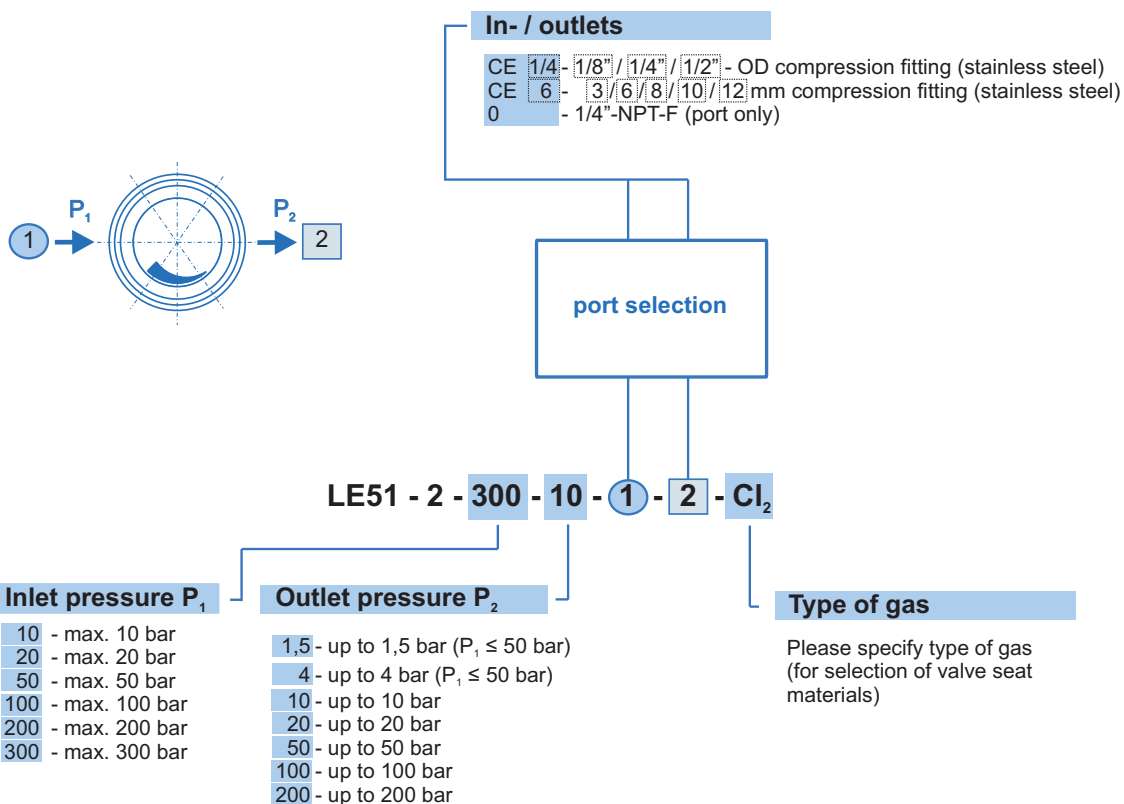 In- / outlets
CE 1/4 - 1/8” / 1/4” / 1/2” - OD compression fitting (stainless steel)
CE 6 - 3 / 6 / 8 / 10 / 12 mm compression fitting (stainless steel)
0 - 1/4”-NPT-F (port only)
P₁
P₂
1
2
port selection
LE51 - 2 - 300 - 10 - 1 - 2 - Cl₂
Inlet pressure P₁
10 - max. 10 bar
20 - max. 20 bar
50 - max. 50 bar
100 - max. 100 bar
200 - max. 200 bar
300 - max. 300 bar
Outlet pressure P₂
1,5 - up to 1,5 bar (P₁ ≤ 50 bar)
4 - up to 4 bar (P₁ ≤ 50 bar)
10 - up to 10 bar
20 - up to 20 bar
50 - up to 50 bar
100 - up to 100 bar
200 - up to 200 bar
Type of gas
Please specify type of gas
(for selection of valve seat
materials)